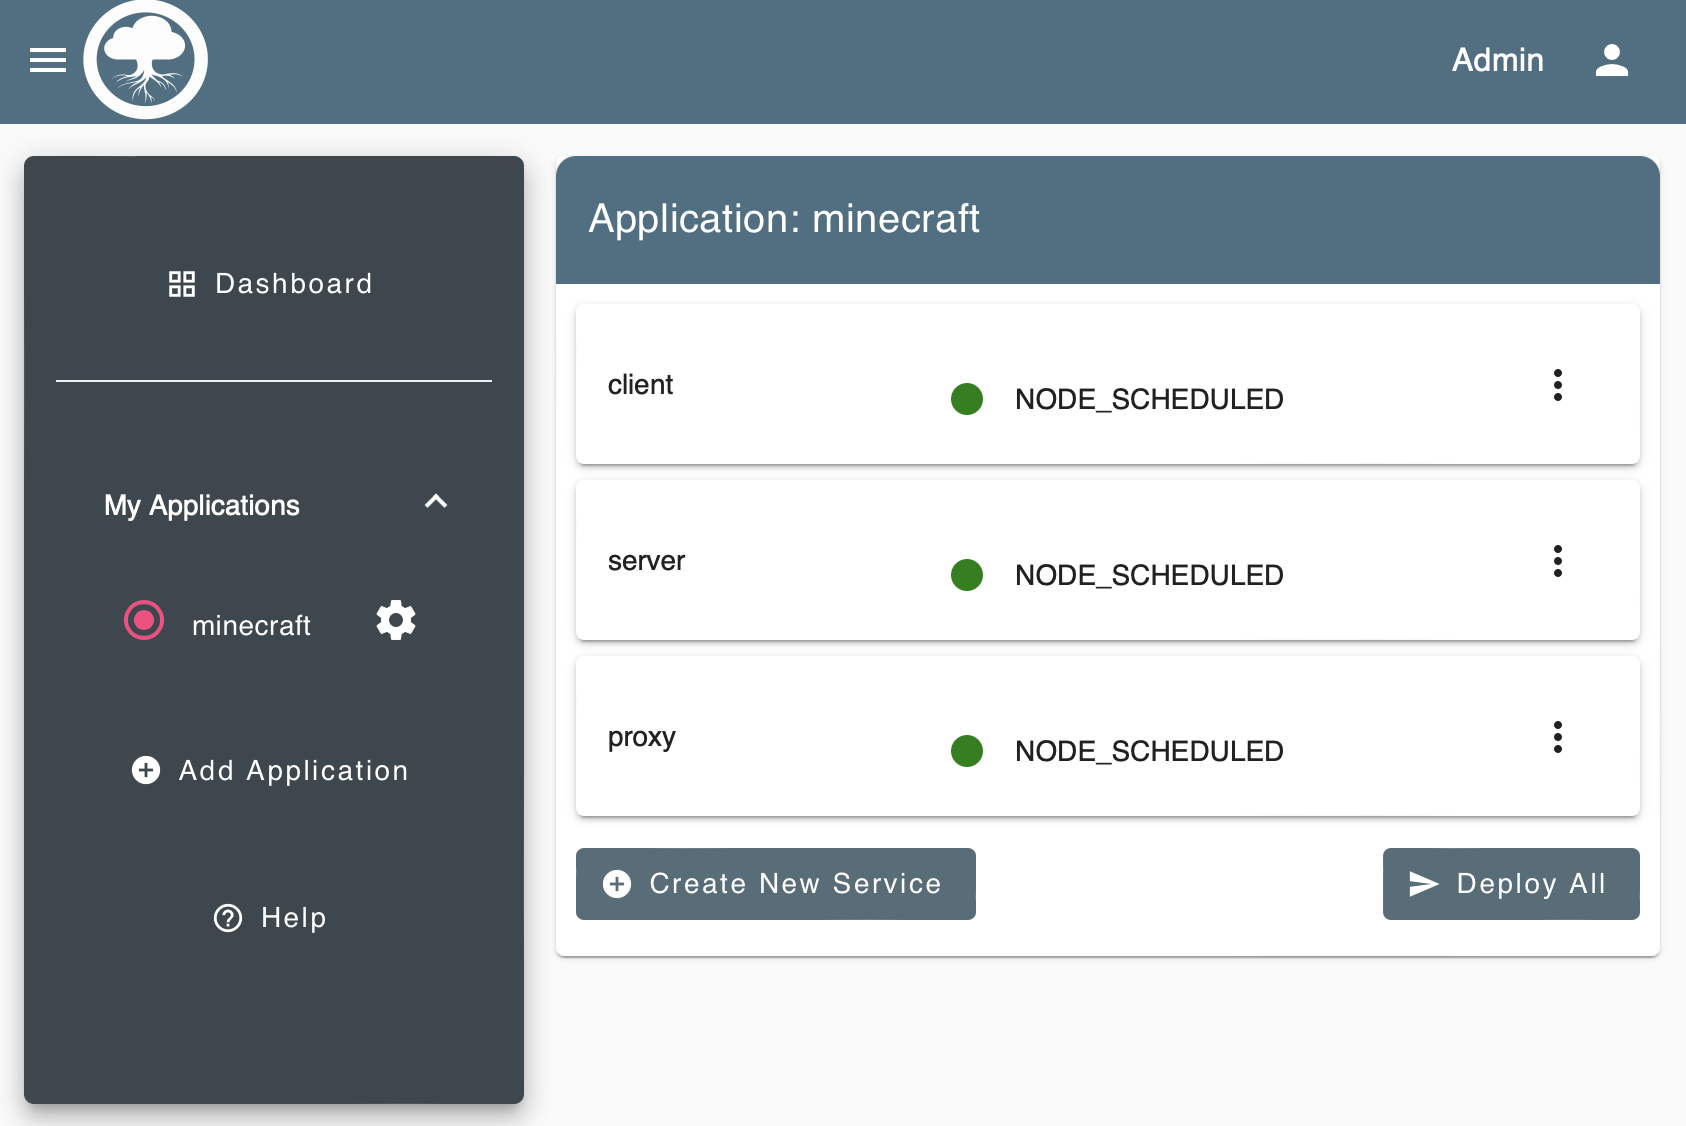 Admin
Dashboard
My Applications
minecraft
Add Application
Help
Application: minecraft
client
NODE_SCHEDULED
server
NODE_SCHEDULED
proxy
NODE_SCHEDULED
Create New Service
Deploy All